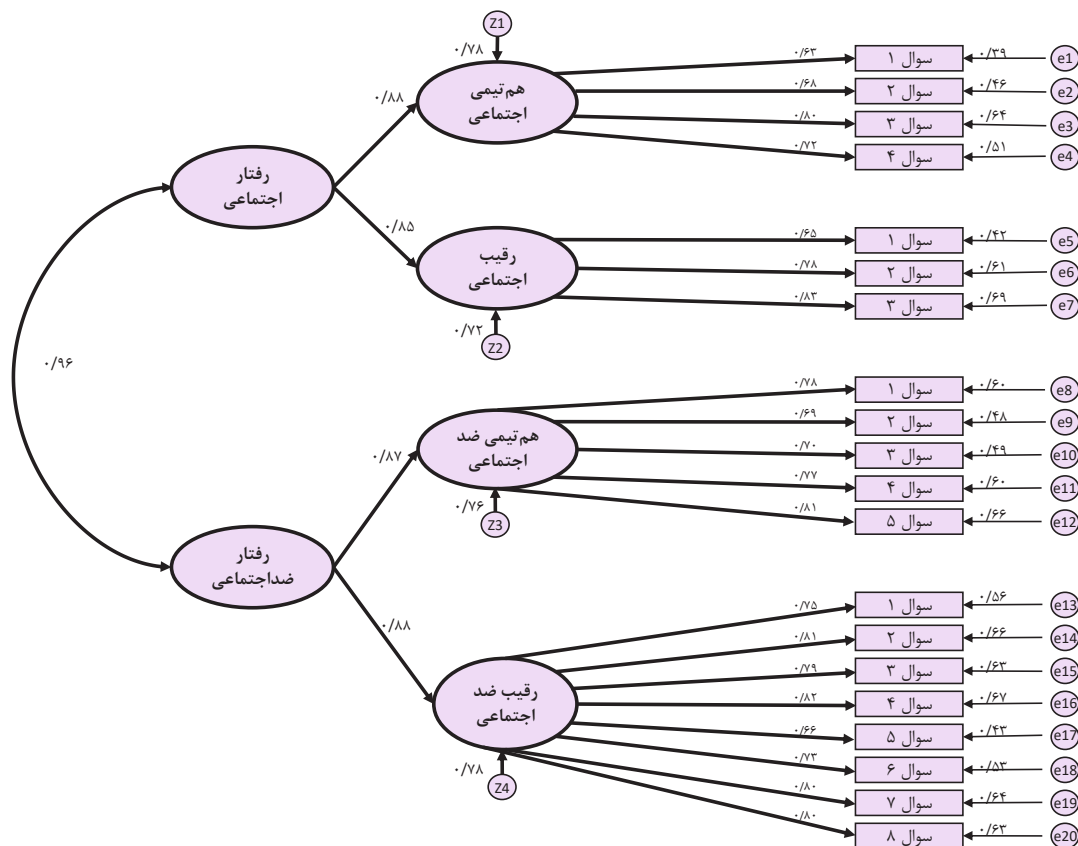 Z1
۰/۷۸
هم‌تیمی
اجتماعی
۰/۸۸
۰/۶۳
سوال ۱
۰/۳۹
e1
۰/۶۸
سوال ۲
۰/۴۶
e2
۰/۸۰
سوال ۳
۰/۶۴
e3
۰/۷۲
سوال ۴
۰/۵۱
e4
رفتار
اجتماعی
۰/۸۵
رقیب
اجتماعی
۰/۷۲
Z2
۰/۶۵
سوال ۱
۰/۴۲
e5
۰/۷۸
سوال ۲
۰/۶۱
e6
۰/۸۳
سوال ۳
۰/۶۹
e7
۰/۹۶
هم‌تیمی ضد
اجتماعی
۰/۸۷
۰/۷۶
Z3
۰/۷۸
سوال ۱
۰/۶۰
e8
۰/۶۹
سوال ۲
۰/۴۸
e9
۰/۷۰
سوال ۳
۰/۴۹
e10
۰/۷۷
سوال ۴
۰/۶۰
e11
۰/۸۱
سوال ۵
۰/۶۶
e12
رفتار
ضداجتماعی
۰/۸۸
رقیب ضد
اجتماعی
۰/۷۸
Z4
۰/۷۵
سوال ۱
۰/۵۶
e13
۰/۸۱
سوال ۲
۰/۶۶
e14
۰/۷۹
سوال ۳
۰/۶۳
e15
۰/۸۲
سوال ۴
۰/۶۷
e16
۰/۶۶
سوال ۵
۰/۴۳
e17
۰/۷۳
سوال ۶
۰/۵۳
e18
۰/۸۰
سوال ۷
۰/۶۴
e19
۰/۸۰
سوال ۸
۰/۶۳
e20